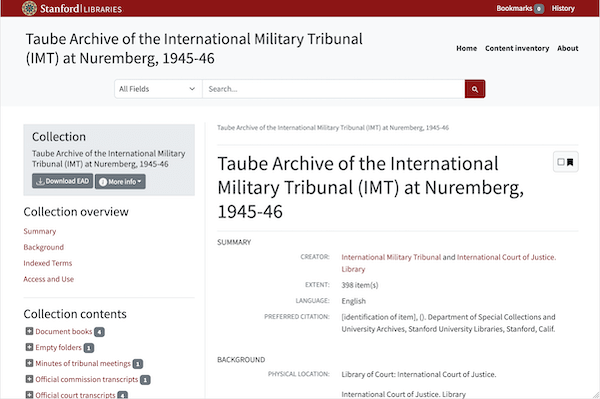 Stanford | LIBRARIES
Bookmarks 0 History
Taube Archive of the International Military Tribunal
(IMT) at Nuremberg, 1945-46
Home Content inventory About
All Fields Search...
Collection
Taube Archive of the International Military
Tribunal (IMT) at Nuremberg, 1945-46
Download EAD More info
Collection overview
Summary
Background
Indexed Terms
Access and Use
Collection contents
Document books 4
Empty folders 1
Minutes of tribunal meetings 1
Official commission transcripts 1
Official court transcripts 4
Taube Archive of the International Military Tribunal (IMT) at Nuremberg, 1945-46
Taube Archive of the International
Military Tribunal (IMT) at Nuremberg,
1945-46
SUMMARY
CREATOR: International Military Tribunal and International Court of Justice.
Library
EXTENT: 398 item(s)
LANGUAGE: English
PREFERRED CITATION: [identification of item], (). Department of Special Collections and
University Archives, Stanford University Libraries, Stanford, Calif.
BACKGROUND
PHYSICAL LOCATION: Library of Court: International Court of Justice.
International Court of Justice. Library